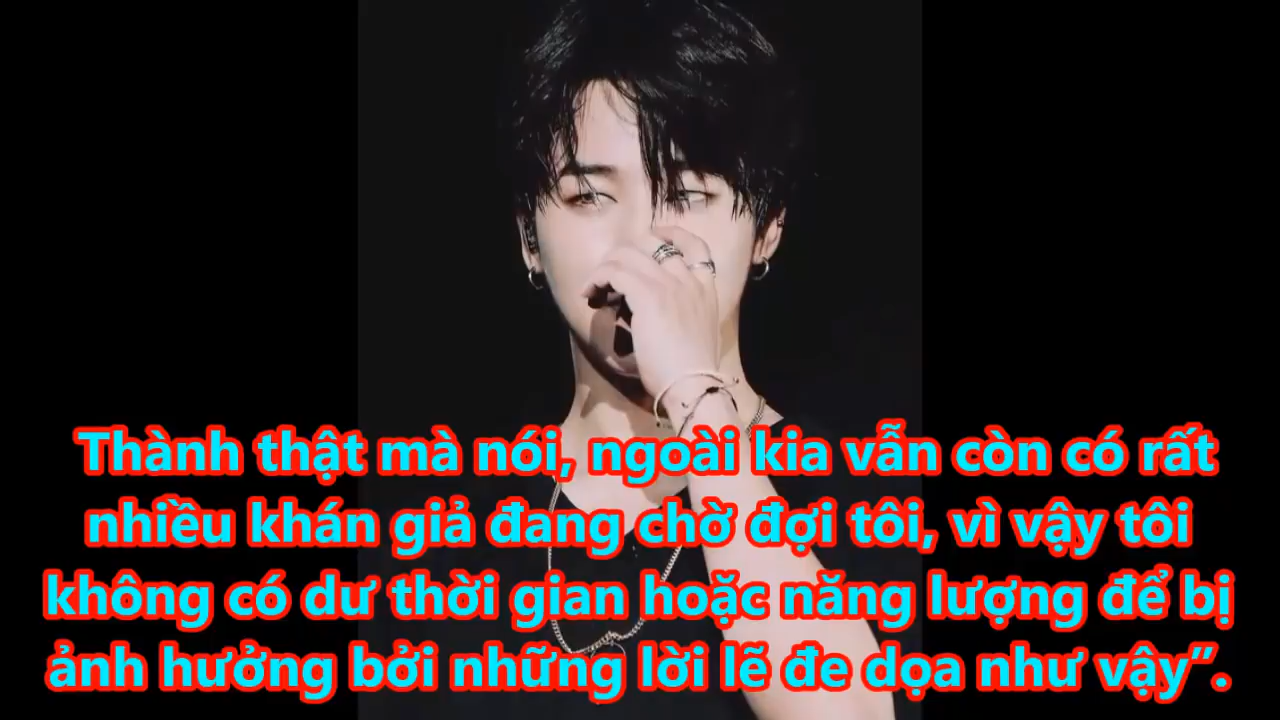 Thành thật mà nói, ngoài kia vẫn còn có rất
nhiều khán giả đang chờ đợi tôi, vì vậy tôi
không có dư thời gian hoặc năng lượng để bị
ảnh hưởng bởi những lời lẽ đe dọa như vậy”.